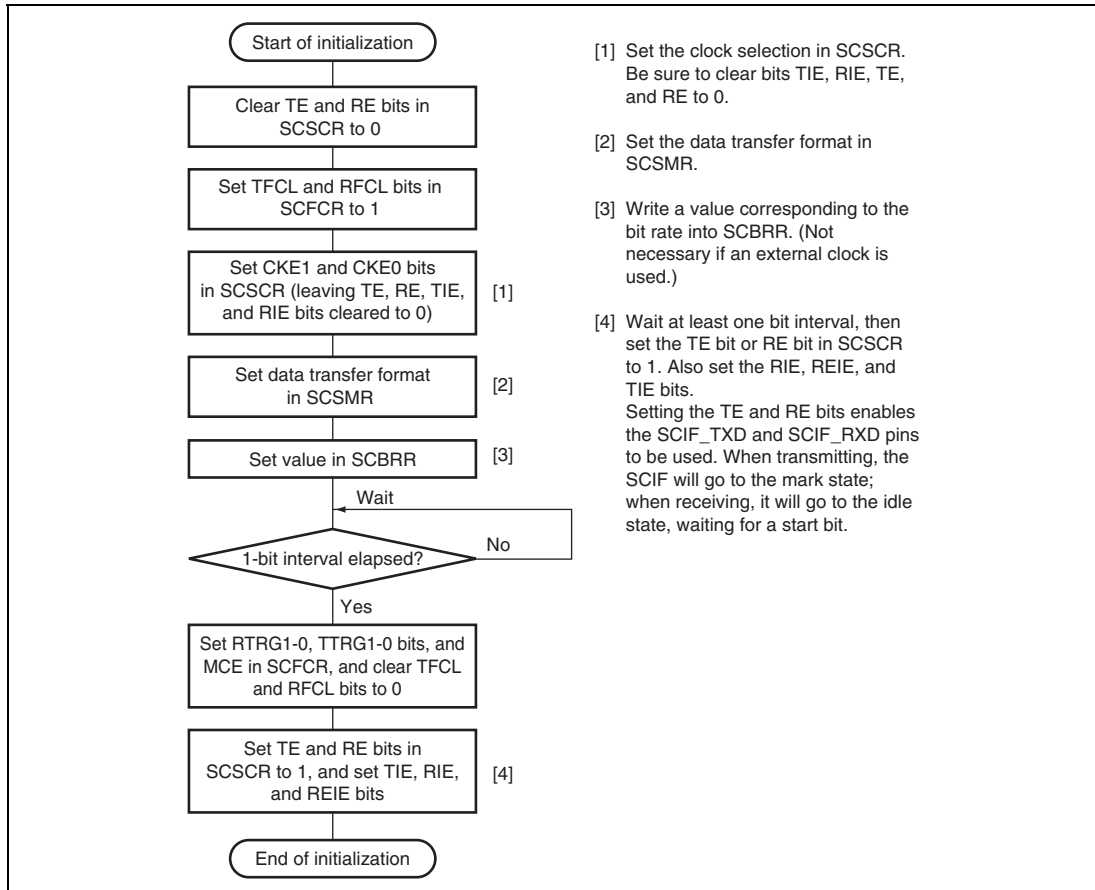 Start of initialization
Clear TE and RE bits in
SCSCR to 0
Set TFCL and RFCL bits in
SCFCR to 1
Set CKE1 and CKE0 bits
in SCSCR (leaving TE, RE, TIE,
and RIE bits cleared to 0)
[1]
Set data transfer format
in SCSMR
[2]
Set value in SCBRR
[3]
Wait
1-bit interval elapsed?
No
Yes
Set RTRG1-0, TTRG1-0 bits, and
MCE in SCFCR, and clear TFCL
and RFCL bits to 0
Set TE and RE bits in
SCSCR to 1, and set TIE, RIE,
and REIE bits
[4]
End of initialization
[1] Set the clock selection in SCSCR.
Be sure to clear bits TIE, RIE, TE,
and RE to 0.
[2] Set the data transfer format in
SCSMR.
[3] Write a value corresponding to the
bit rate into SCBRR. (Not
necessary if an external clock is
used.)
[4] Wait at least one bit interval, then
set the TE bit or RE bit in SCSCR
to 1. Also set the RIE, REIE, and
TIE bits.
Setting the TE and RE bits enables
the SCIF_TXD and SCIF_RXD pins
to be used. When transmitting, the
SCIF will go to the mark state;
when receiving, it will go to the idle
state, waiting for a start bit.